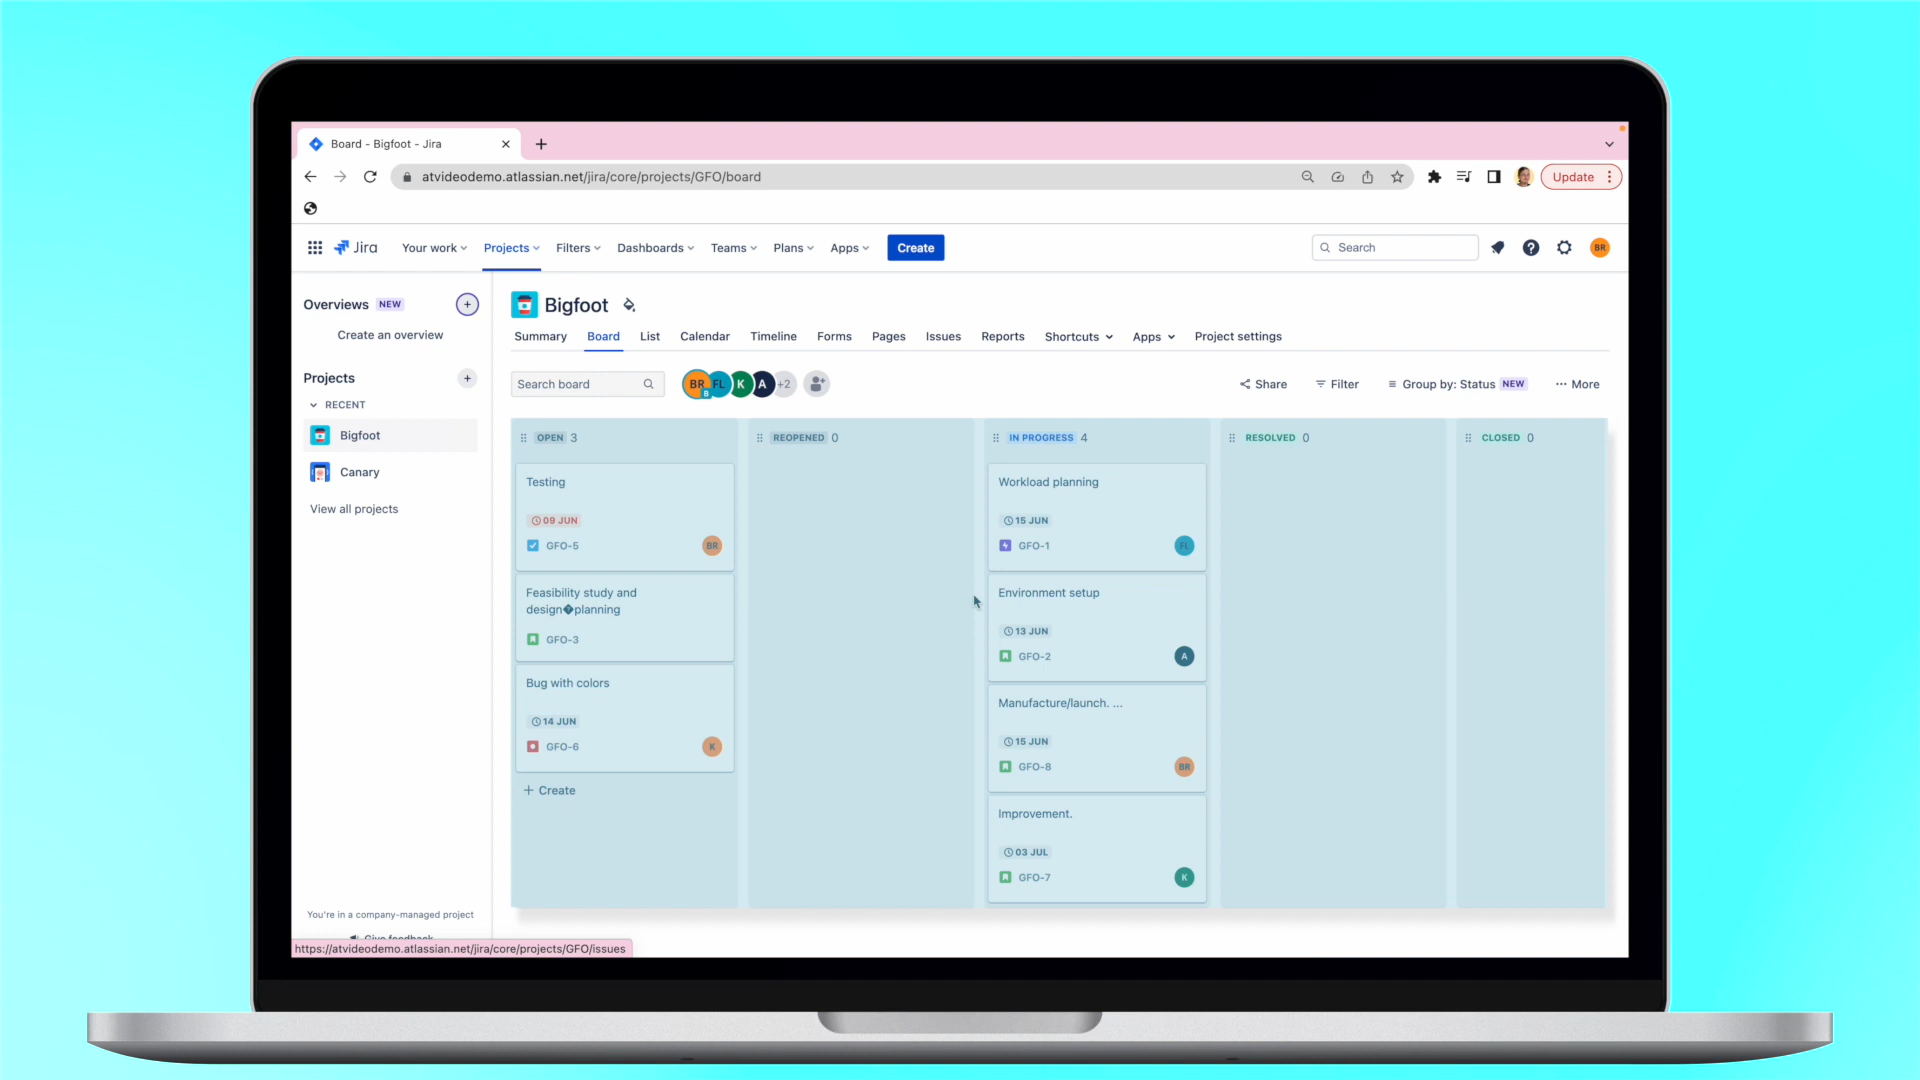 Board - Bigfoot - Jira
atvideodemo.atlassian.net/jira/core/projects/GFO/board
Update
Jira
Your work
Projects
Filters
Dashboards
Teams
Plans
Apps
Create
Search
BR
Overviews NEW
Create an overview
Projects
RECENT
Bigfoot
Canary
View all projects
You're in a company-managed project
Give feedback
https://atvideodemo.atlassian.net/jira/core/projects/GFO/issues
Bigfoot
Summary
Board
List
Calendar
Timeline
Forms
Pages
Issues
Reports
Shortcuts
Apps
Project settings
Search board
BR
B
FL
K
A
+2
Share
Filter
Group by: Status NEW
More
OPEN 3
Testing
09 JUN
GFO-5
BR
Feasibility study and
design�planning
GFO-3
Bug with colors
14 JUN
GFO-6
K
+ Create
REOPENED 0
IN PROGRESS 4
Workload planning
15 JUN
GFO-1
FL
Environment setup
13 JUN
GFO-2
A
Manufacture/launch. ...
15 JUN
GFO-8
BR
Improvement.
03 JUL
GFO-7
K
RESOLVED 0
CLOSED 0